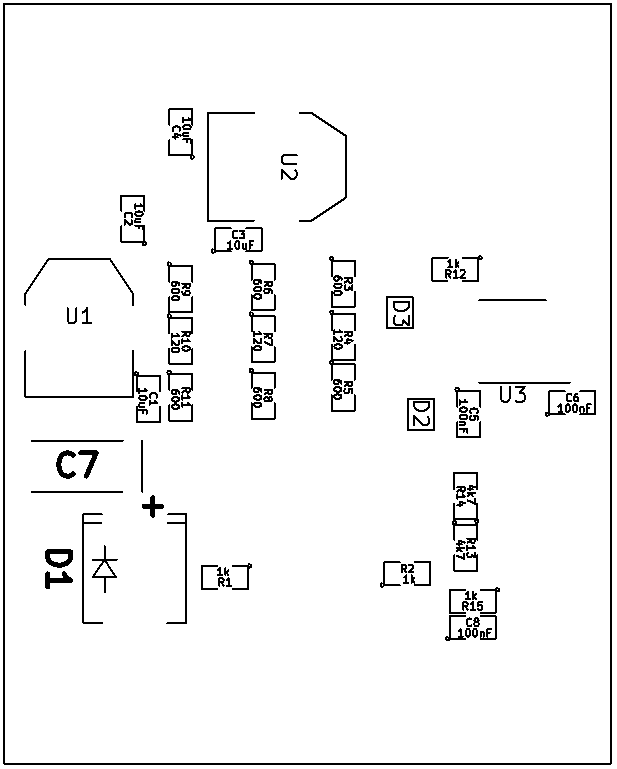 10uF
C4
U2
10uF
C2
C3
10uF
1k
R12
R9
600
R6
600
R3
600
U1
D3
R10
120
R7
120
R4
120
R11
600
R8
600
R5
600
C1
10uF
U3
C6
100nF
D2
C5
100nF
C7
+
4k7
R14
D1
R13
4k7
1k
R1
R2
1k
1k
R15
C8
100nF